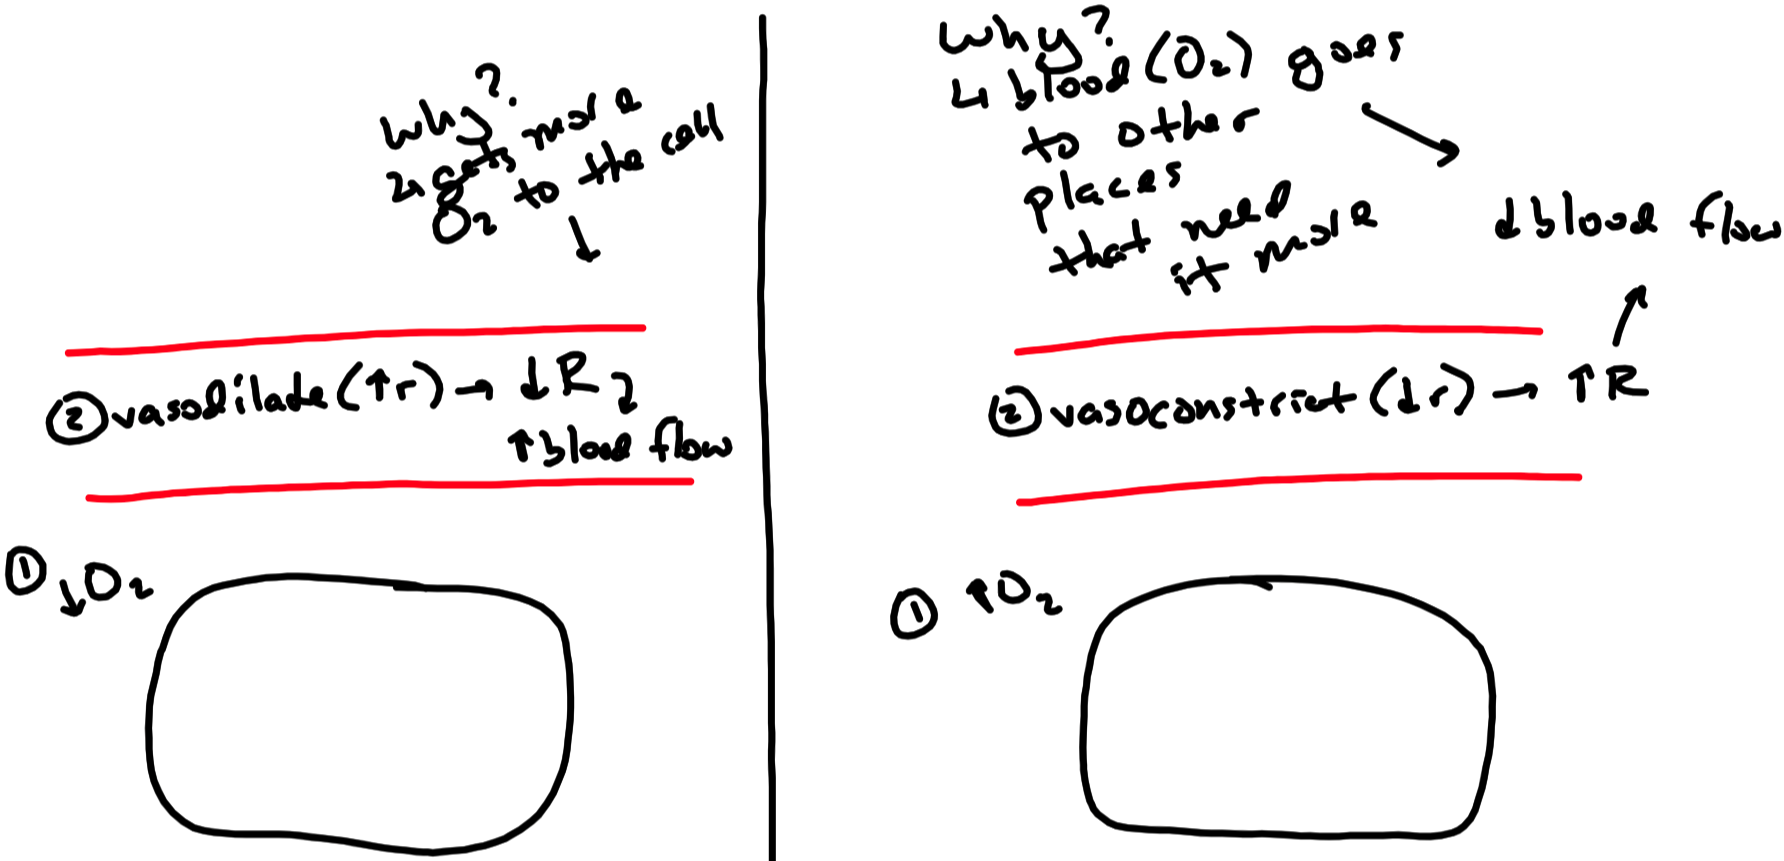 why?
↳ gets more
O₂ to the cell
↓
② vasodilate (↑r) → ↓R ↴
↑ blood flow
① ↓O₂
why?
↳ blood (O₂) goes
to other
places
that need
it more
↓ blood flow
② vasoconstrict (↓r) → ↑R
① ↑O₂